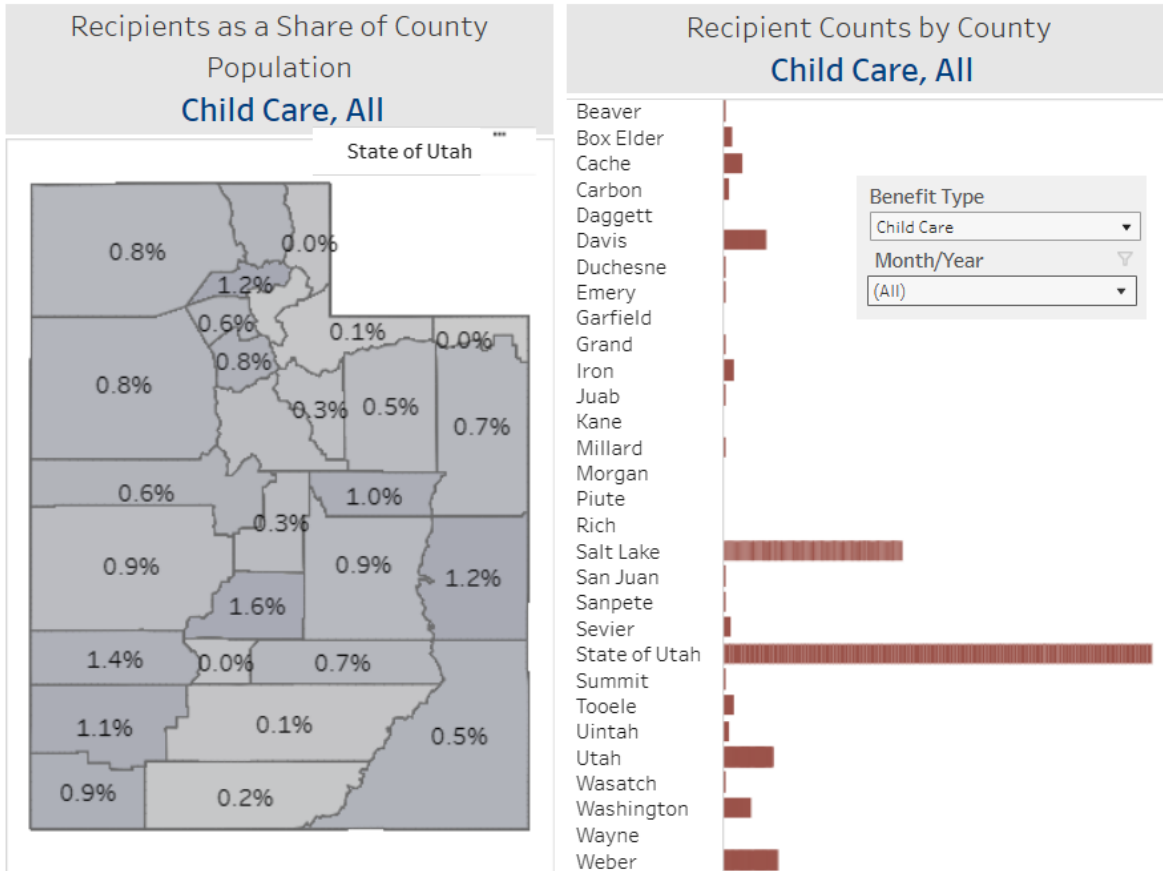 Recipients as a Share of County
Population
Child Care, All
State of Utah
0.8%
0.0%
1.2%
0.6%
0.1%
0.0%
0.8%
0.8%
0.3%
0.5%
0.7%
0.6%
1.0%
0.3%
0.9%
0.9%
1.2%
1.6%
1.4%
0.0%
0.7%
1.1%
0.1%
0.5%
0.9%
0.2%
Recipient Counts by County
Child Care, All
Beaver
Box Elder
Cache
Carbon
Daggett
Davis
Duchesne
Emery
Garfield
Grand
Iron
Juab
Kane
Millard
Morgan
Piute
Rich
Salt Lake
San Juan
Sanpete
Sevier
State of Utah
Summit
Tooele
Uintah
Utah
Wasatch
Washington
Wayne
Weber
Benefit Type
Child Care
Month/Year
(All)